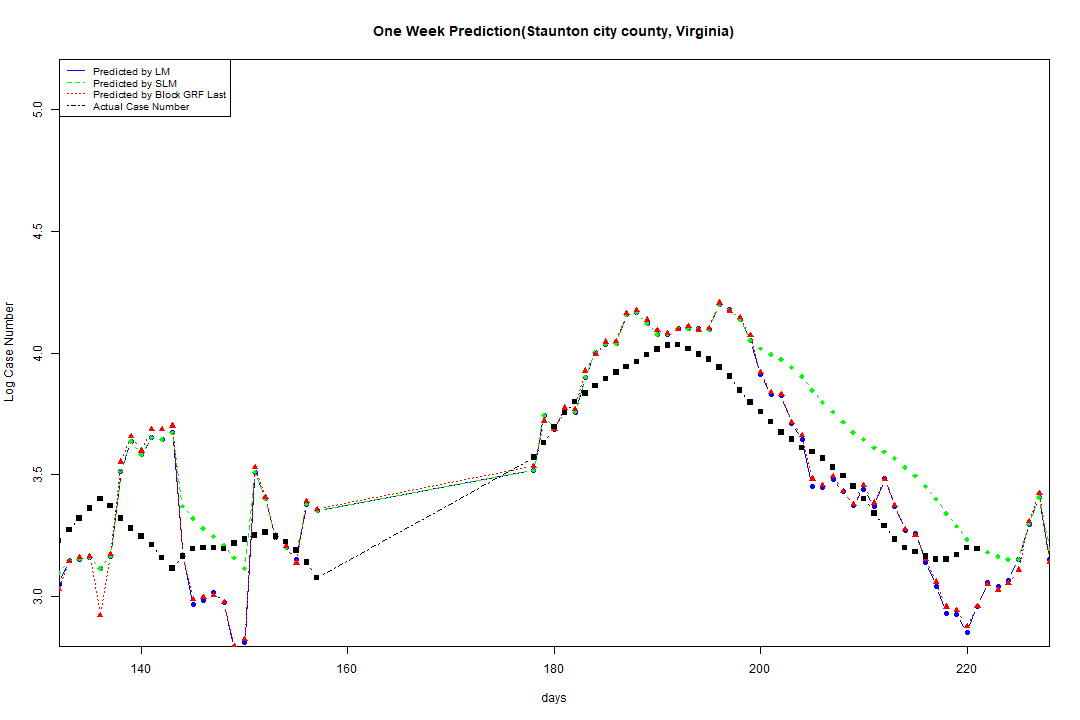 One Week Prediction(Staunton city county, Virginia)
Predicted by LM
Predicted by SLM
Predicted by Block GRF Last
Actual Case Number
5.0
4.5
4.0
3.5
3.0
Log Case Number
140 160 180 200 220
days